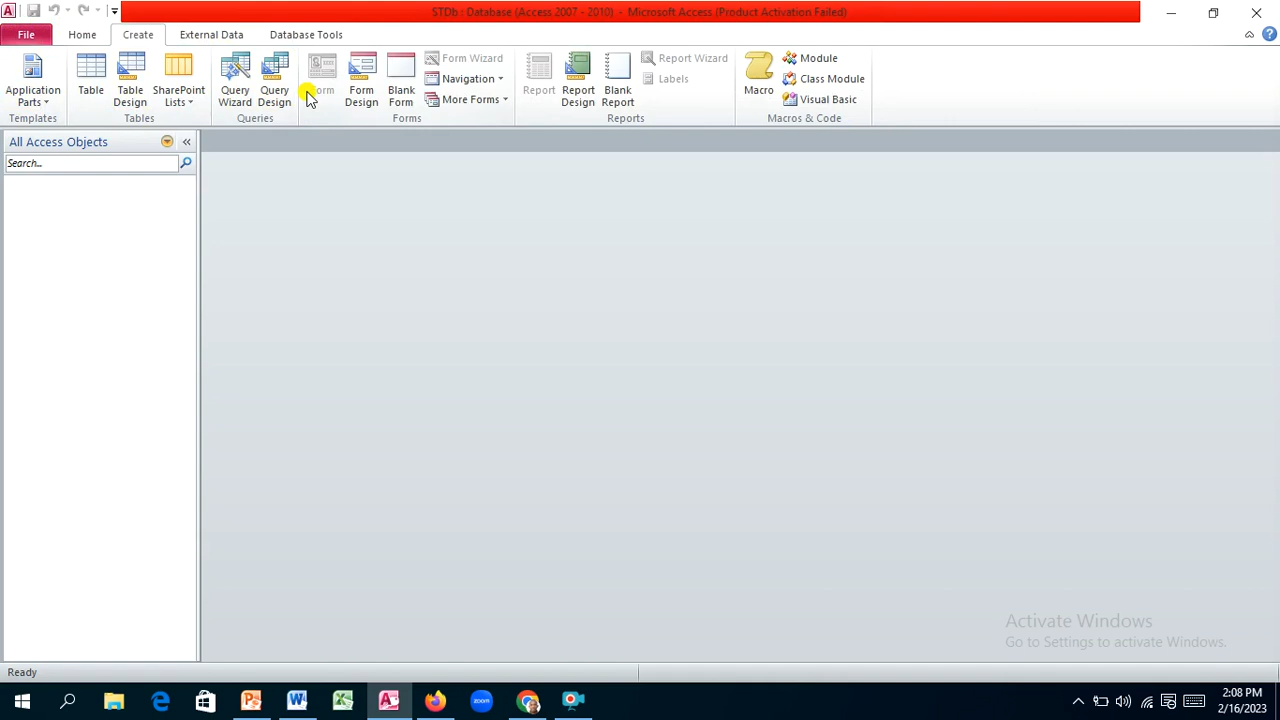 STDb : Database (Access 2007 - 2010) - Microsoft Access (Product Activation Failed)
File Home Create External Data Database Tools
Application Parts
Table
Table Design
SharePoint Lists
Query Wizard
Query Design
Form
Form Design
Blank Form
Form Wizard
Navigation
More Forms
Report
Report Design
Blank Report
Report Wizard
Labels
Macro
Module
Class Module
Visual Basic
Templates Tables Queries Forms Reports Macros & Code
All Access Objects
Search...
Activate Windows
Go to Settings to activate Windows.
Ready
zoom
2:08 PM
2/16/2023